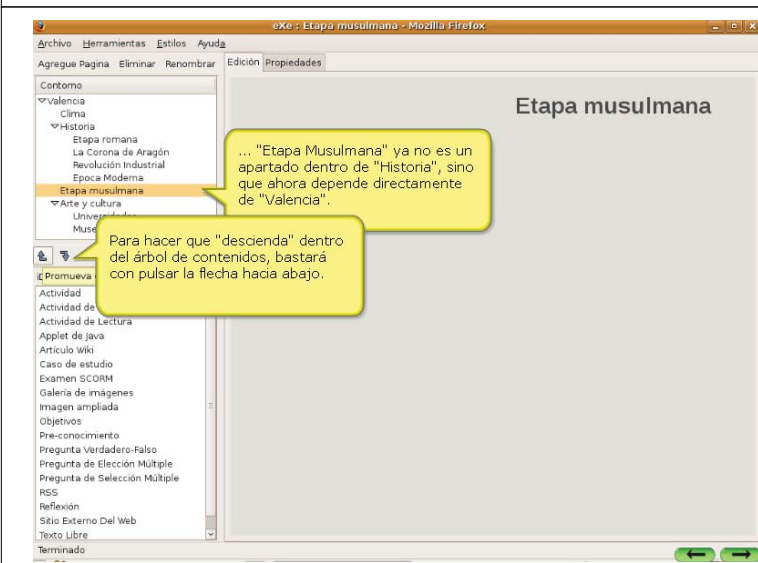 eXe : Etapa musulmana - Mozilla Firefox
Archivo Herramientas Estilos Ayuda
Agregue Pagina Eliminar Renombrar
Edición Propiedades
Contorno
Valencia
Clima
Historia
Etapa romana
La Corona de Aragón
Revolución Industrial
Epoca Moderna
Etapa musulmana
Arte y cultura
Etapa musulmana
... "Etapa Musulmana" ya no es un
apartado dentro de "Historia", sino
que ahora depende directamente
de "Valencia".
Para hacer que "descienda" dentro
del árbol de contenidos, bastará
con pulsar la flecha hacia abajo.
Promueva
Actividad
Actividad de
Actividad de Lectura
Applet de Java
Artículo Wiki
Caso de estudio
Examen SCORM
Galería de imágenes
Imagen ampliada
Objetivos
Pre-conocimiento
Pregunta Verdadero-Falso
Pregunta de Elección Múltiple
Pregunta de Selección Múltiple
RSS
Reflexión
Sitio Externo Del Web
Texto Libre
Terminado